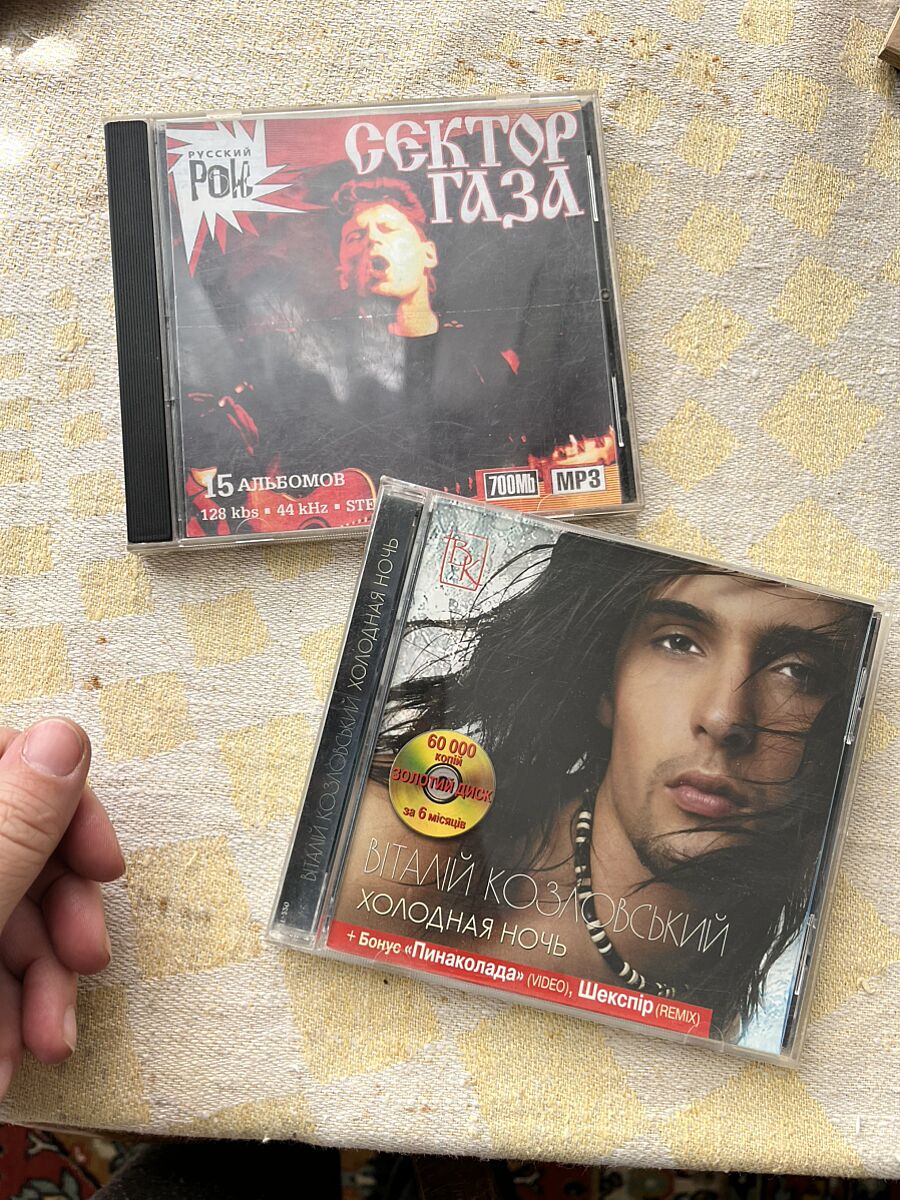 РУССКИЙ
РОК
СЕКТОР
ГАЗА
15 АЛЬБОМОВ
128 kbs ▪ 44 kHz ▪ STE
700Mb
MP3
ВІТАЛІЙ КОЗЛОВСЬКИЙ ХОЛОДНАЯ НОЧЬ
ВК
60 000
копій
ЗОЛОТИЙ ДИСК
за 6 місяців
ВІТАЛІЙ КОЗЛОВСЬКИЙ
ХОЛОДНАЯ НОЧЬ
+ Бонус «Пинаколада» (VIDEO), Шекспір (REMIX)